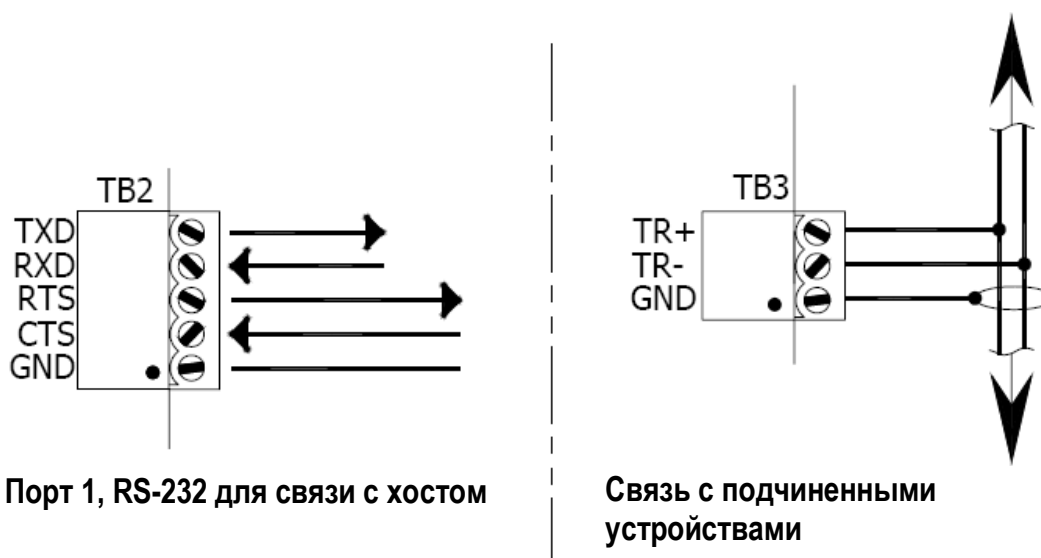 TB2
TXD
RXD
RTS
CTS
GND
Порт 1, RS-232 для связи с хостом
TB3
TR+
TR-
GND
Связь с подчиненными
устройствами